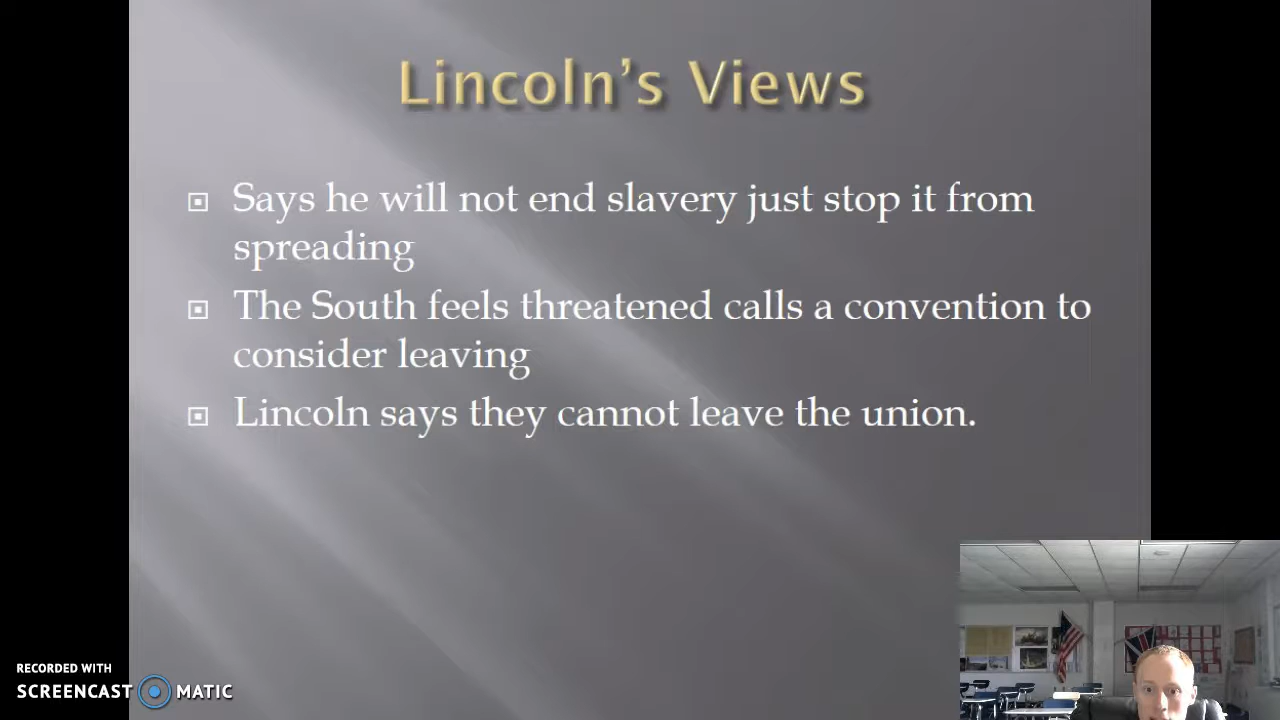 Lincoln's Views
Says he will not end slavery just stop it from
spreading
The South feels threatened calls a convention to
consider leaving
Lincoln says they cannot leave the union.
RECORDED WITH
SCREENCAST MATIC